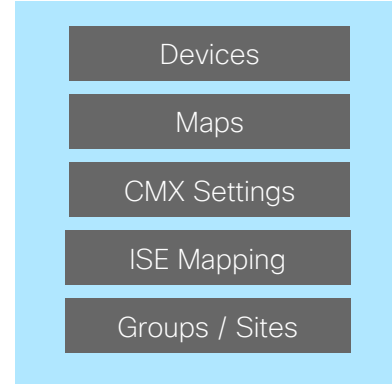 Devices
Maps
CMX Settings
ISE Mapping
Groups / Sites